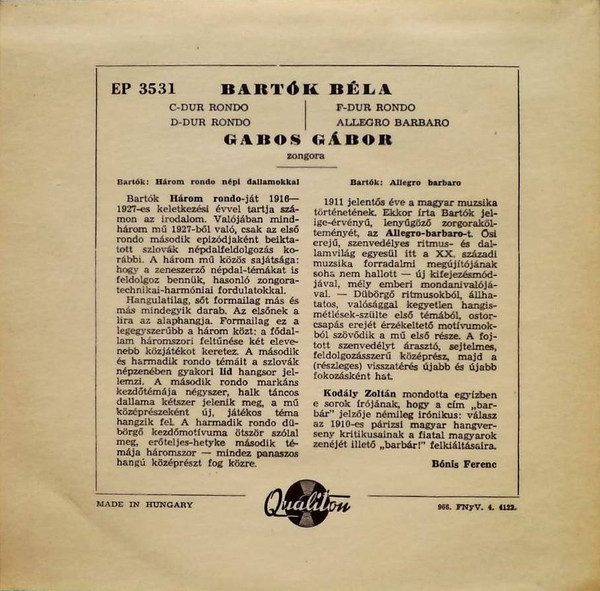 EP 3531 BARTÓK BÉLA
C-DUR RONDO
D-DUR RONDO
F-DUR RONDO
ALLEGRO BARBARO
GABOS GÁBOR
zongora
Bartók: Három rondo népi dallamokkal
Bartók Három rondo-ját 1916—
1927-es keletkezési évvel tartja szá-
mon az irodalom. Valójában mind-
három mű 1927-ből való, csak az első
rondo második epizódjaként beikta-
tott szlovák népdalfeldolgozás ko-
rábbi. A három mű közös sajátsága:
hogy a zeneszerző népdal-témákat is
feldolgoz bennük, hasonló zongora-
technikai-harmóniai fordulatokkal.
Hangulatilag, sőt formailag más és
más mindegyik darab. Az elsőnek a
líra az alaphangja. Formailag ez a
legegyszerűbb a három közt: a fődal-
lam háromszori feltűnése két eleve-
nebb közjátékot keretez. A második
és harmadik rondo témáit a szlovák
népzenében gyakori lid hangsor jel-
lemzi. A második rondo markáns
kezdőtémája négyszer, halk táncos
dallama kétszer jelenik meg, a mű
középrészeként új, játékos téma
hangzik fel. A harmadik rondo dü-
börgő kezdőmotívuma ötször szólal
meg, erőteljes-hetyke második té-
mája háromszor — mindez panaszos
hangú középrészt fog közre.
Bartók: Allegro barbaro
1911 jelentős éve a magyar muzsika
történetének. Ekkor írta Bartók jel-
ige-érvényű, lenyűgöző zongoraköl-
teményét, az Allegro-barbaro-t. Ősi
erejű, szenvedélyes ritmus- és dal-
lamvilág egyesül itt a XX. századi
muzsika forradalmi megújítójának
soha nem hallott — új kifejezésmód-
jával, mély emberi mondanivalójá-
val. — Dübörgő ritmusokból, állha-
tatos, valósággal kegyetlen hangis-
métlések-szülte első témából, ostor-
csapás erejét érzékeltető motívumok-
ból szövődik a mű első része. A foj-
tott szenvedélyt árasztó, sejtelmes,
feldolgozásszerű középrész, majd a
(részleges) visszatérés újabb és újabb
fokozásként hat.
Kodály Zoltán mondotta egyízben
e sorok írójának, hogy a cím „bar-
bár” jelzője némileg irónikus: válasz
az 1910-es párizsi magyar hangver-
seny kritikusainak a fiatal magyarok
zenéjét illető „barbár!” felkiáltásaira.
Bónis Ferenc
MADE IN HUNGARY
Qualiton
966. FNyV. 4. 4122.